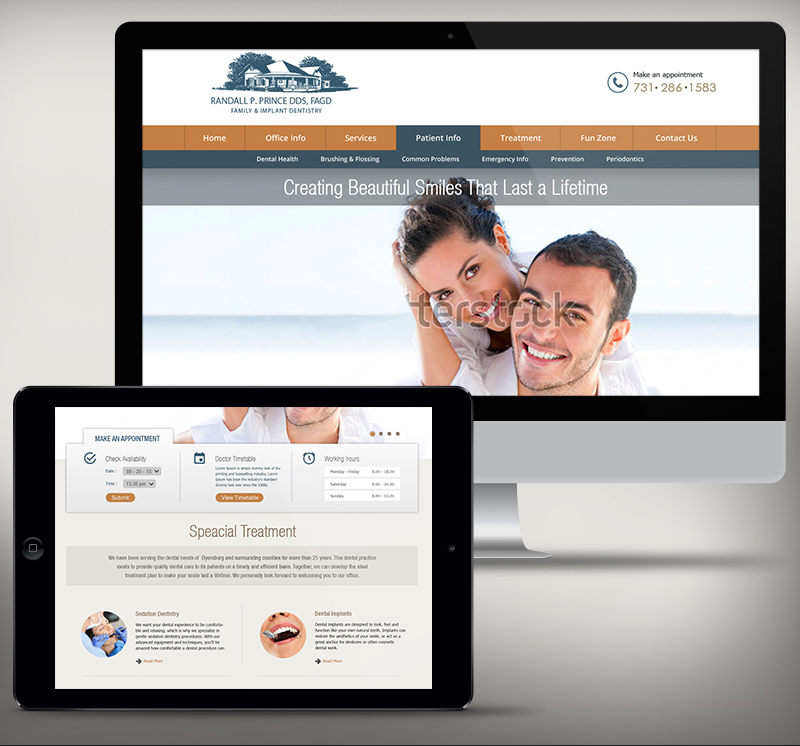 RANDALL P. PRINCE DDS, FAGD
FAMILY & IMPLANT DENTISTRY
Make an appointment
731·286·1583
Home Office Info Services Patient Info Treatment Fun Zone Contact Us
Dental Health Brushing & Flossing Common Problems Emergency Info Prevention Periodontics
Creating Beautiful Smiles That Last a Lifetime
tterstock
MAKE AN APPOINTMENT
Check Availability
Date : 08 - 20 - 15
Time : 13.30 pm
Submit
Doctor Timetable
Lorem Ipsum is simply dummy text of the
printing and typesetting industry. Lorem
Ipsum has been the industry's standard
dummy text ever since the 1500s
View Timetable
Working hours
Monday - Friday 8.00 - 18.00
Saturday 8.00 - 16.00
Sunday 8.00 - 13.00
Speacial Treatment
We have been serving the dental needs of Dyersburg and surrounding counties for more than 25 years. This dental practice
exists to provide quality dental care to its patients on a timely and efficient basis. Together, we can develop the ideal
treatment plan to make your smile last a lifetime. We personally look forward to welcoming you to our office.
Sedation Dentistry
We want your dental experience to be comforta-
ble and relaxing, which is why we specialize in
gentle sedation dentistry procedures. With our
advanced equipment and techniques, you'll be
amazed how comfortable a dental procedure can
Read More
Dental Implants
Dental implants are designed to look, feel and
function like your own natural teeth. Implants can
restore the aesthetics of your smile, or act as a
great anchor for dentures or other cosmetic
dental work.
Read More